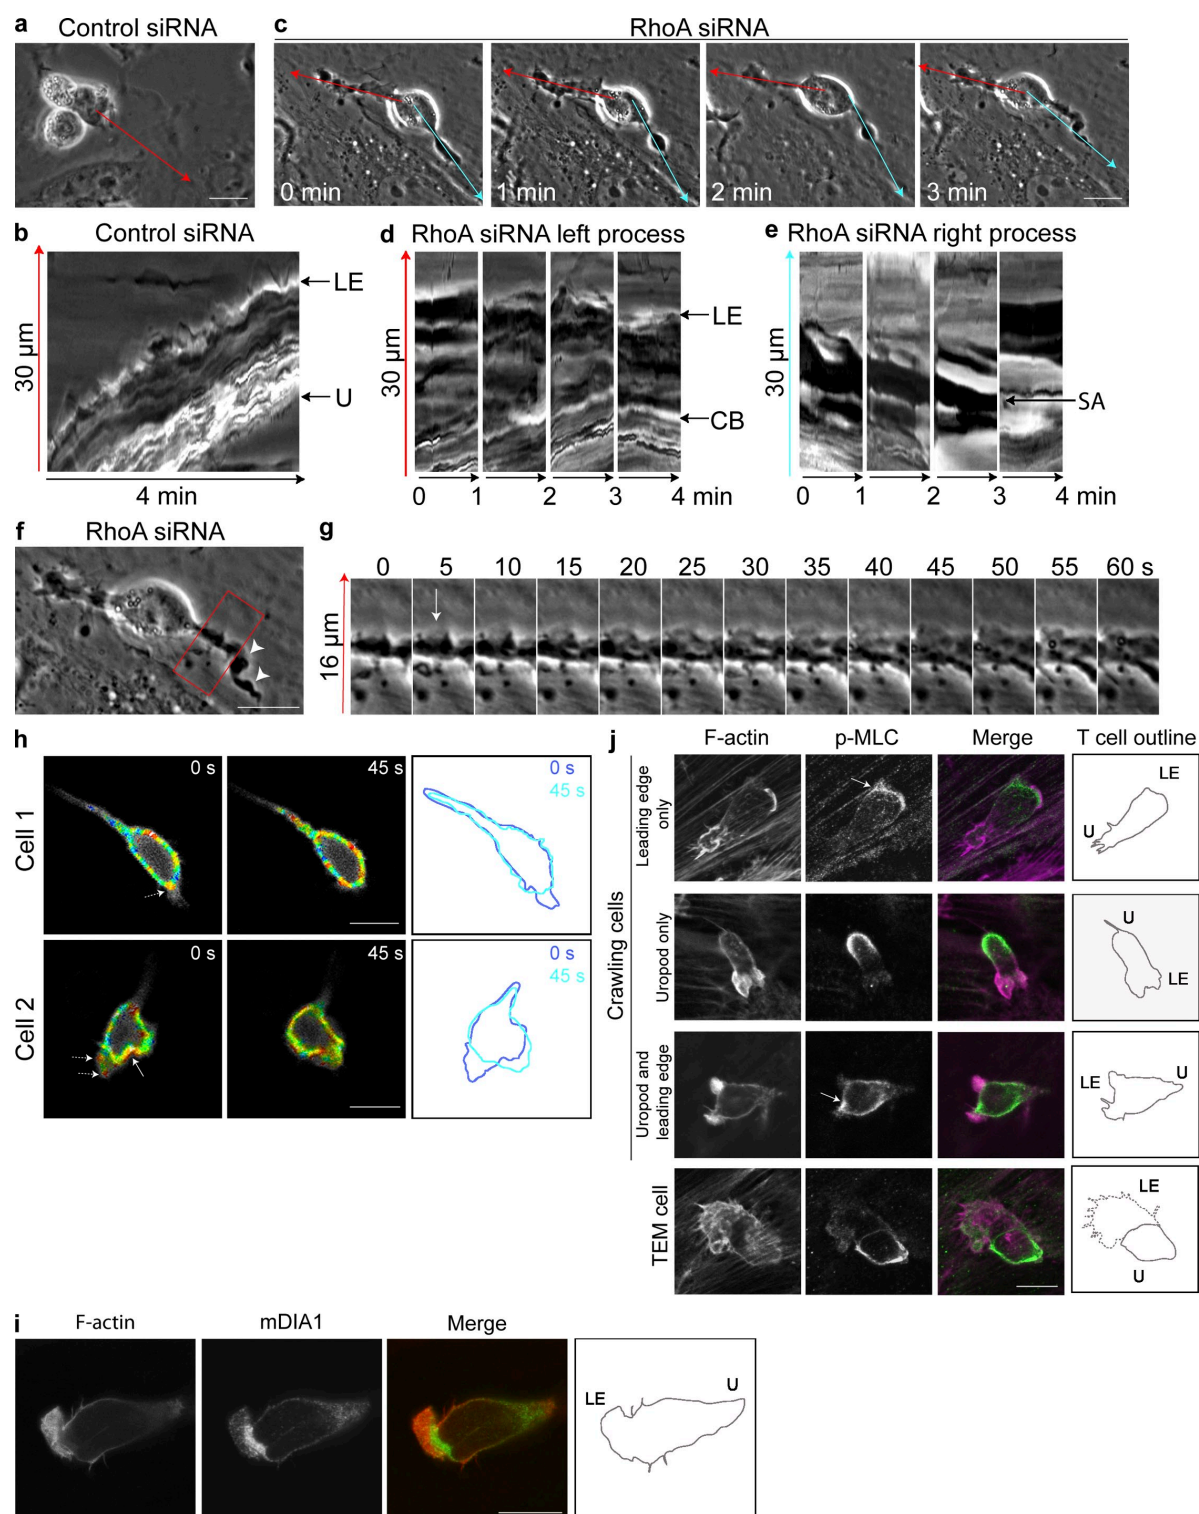 a Control siRNA
c RhoA siRNA
0 min
1 min
2 min
3 min
b Control siRNA
30 µm
LE
U
4 min
d RhoA siRNA left process
30 µm
LE
CB
0 1 2 3 4 min
e RhoA siRNA right process
30 µm
SA
0 1 2 3 4 min
f RhoA siRNA
g
0 5 10 15 20 25 30 35 40 45 50 55 60 s
16 µm
h
Cell 1
0 s
45 s
0 s
45 s
Cell 2
0 s
45 s
0 s
45 s
j
F-actin p-MLC Merge T cell outline
Crawling cells
Leading edge
only
LE
U
Uropod only
U
LE
Uropod and
leading edge
LE
U
TEM cell
LE
U
i
F-actin mDIA1 Merge
LE
U